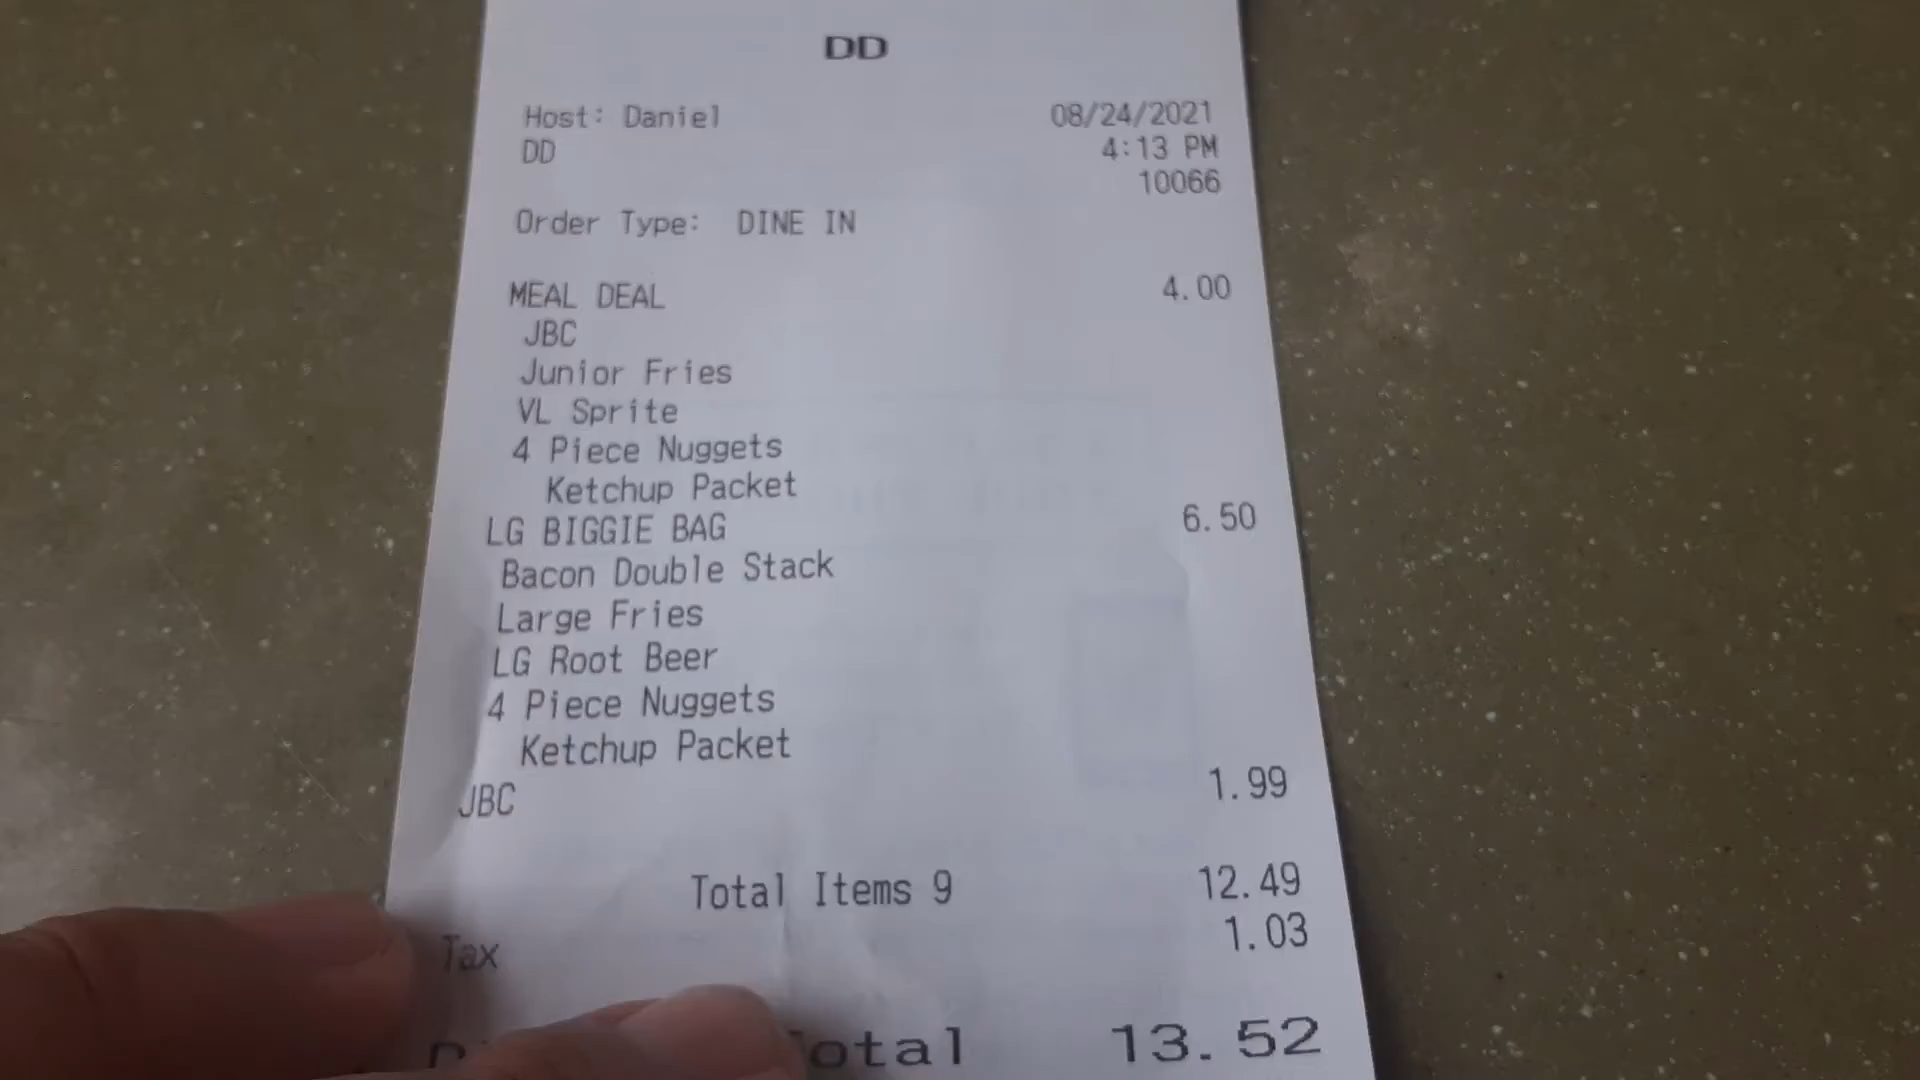 DD
Host: Daniel 08/24/2021
DD 4:13 PM
10066
Order Type: DINE IN
MEAL DEAL 4.00
JBC
Junior Fries
VL Sprite
4 Piece Nuggets
Ketchup Packet
LG BIGGIE BAG 6.50
Bacon Double Stack
Large Fries
LG Root Beer
4 Piece Nuggets
Ketchup Packet
JBC 1.99
Total Items 9 12.49
Tax 1.03
otal 13.52